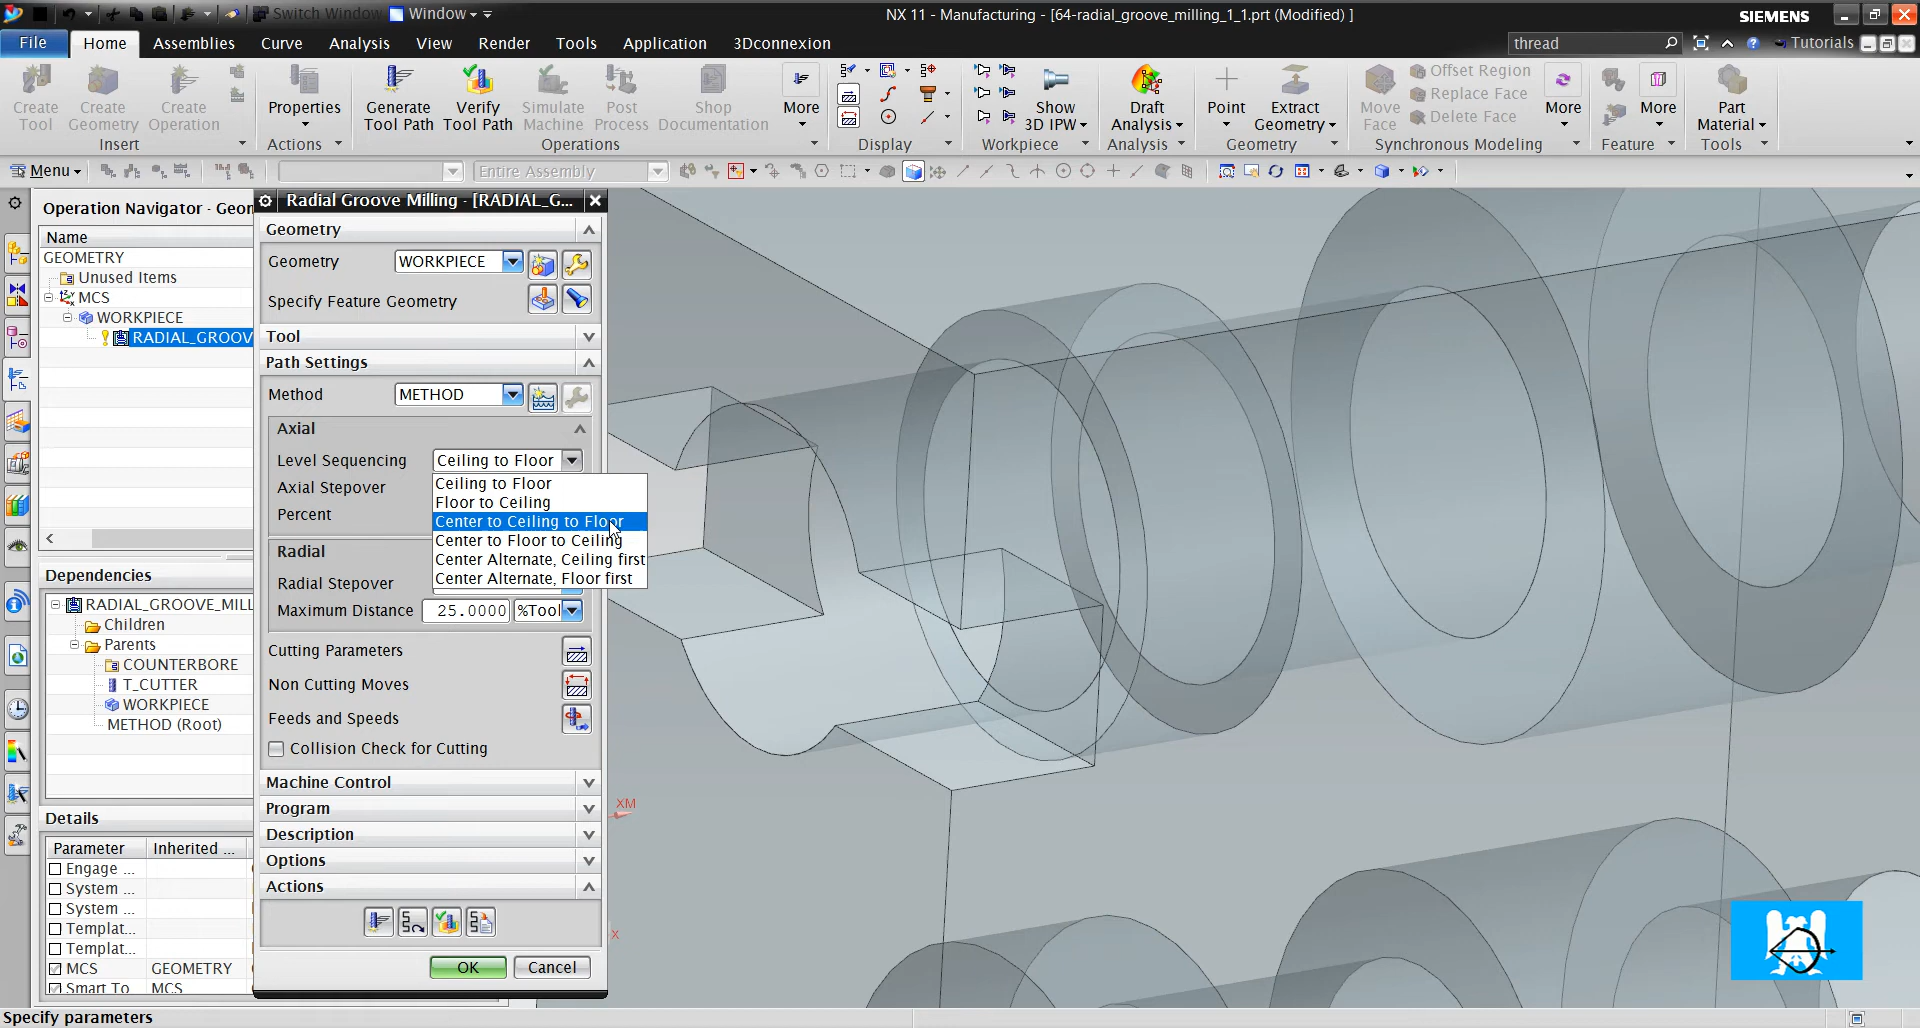 Switch Window
Window
NX 11 - Manufacturing - [64-radial_groove_milling_1_1.prt (Modified) ]
SIEMENS
File
Home
Assemblies
Curve
Analysis
View
Render
Tools
Application
3Dconnexion
thread
Tutorials
Create Tool
Create Geometry
Create Operation
Insert
Properties
Actions
Generate Tool Path
Verify Tool Path
Simulate Machine
Post Process
Shop Documentation
More
Operations
Display
Show 3D IPW
Workpiece
Draft Analysis
Analysis
Point
Extract Geometry
Geometry
Move Face
Offset Region
Replace Face
Delete Face
More
Synchronous Modeling
More
Feature
Part Material
Tools
Menu
Entire Assembly
Operation Navigator - Geon
Name
GEOMETRY
Unused Items
MCS
WORKPIECE
RADIAL_GROOV
Dependencies
RADIAL_GROOVE_MILL
Children
Parents
COUNTERBORE
T_CUTTER
WORKPIECE
METHOD (Root)
Details
Parameter
Inherited ...
Engage ...
System ...
System ...
Templat...
Templat...
MCS
GEOMETRY
Smart To
MCS
Radial Groove Milling - [RADIAL_G...
Geometry
Geometry
WORKPIECE
Specify Feature Geometry
Tool
Path Settings
Method
METHOD
Axial
Level Sequencing
Ceiling to Floor
Ceiling to Floor
Floor to Ceiling
Center to Ceiling to Floor
Center to Floor to Ceiling
Center Alternate, Ceiling first
Center Alternate, Floor first
Axial Stepover
Percent
Radial
Radial Stepover
Maximum Distance
25.0000
%Tool
Cutting Parameters
Non Cutting Moves
Feeds and Speeds
Collision Check for Cutting
Machine Control
Program
Description
Options
Actions
OK
Cancel
XM
Specify parameters